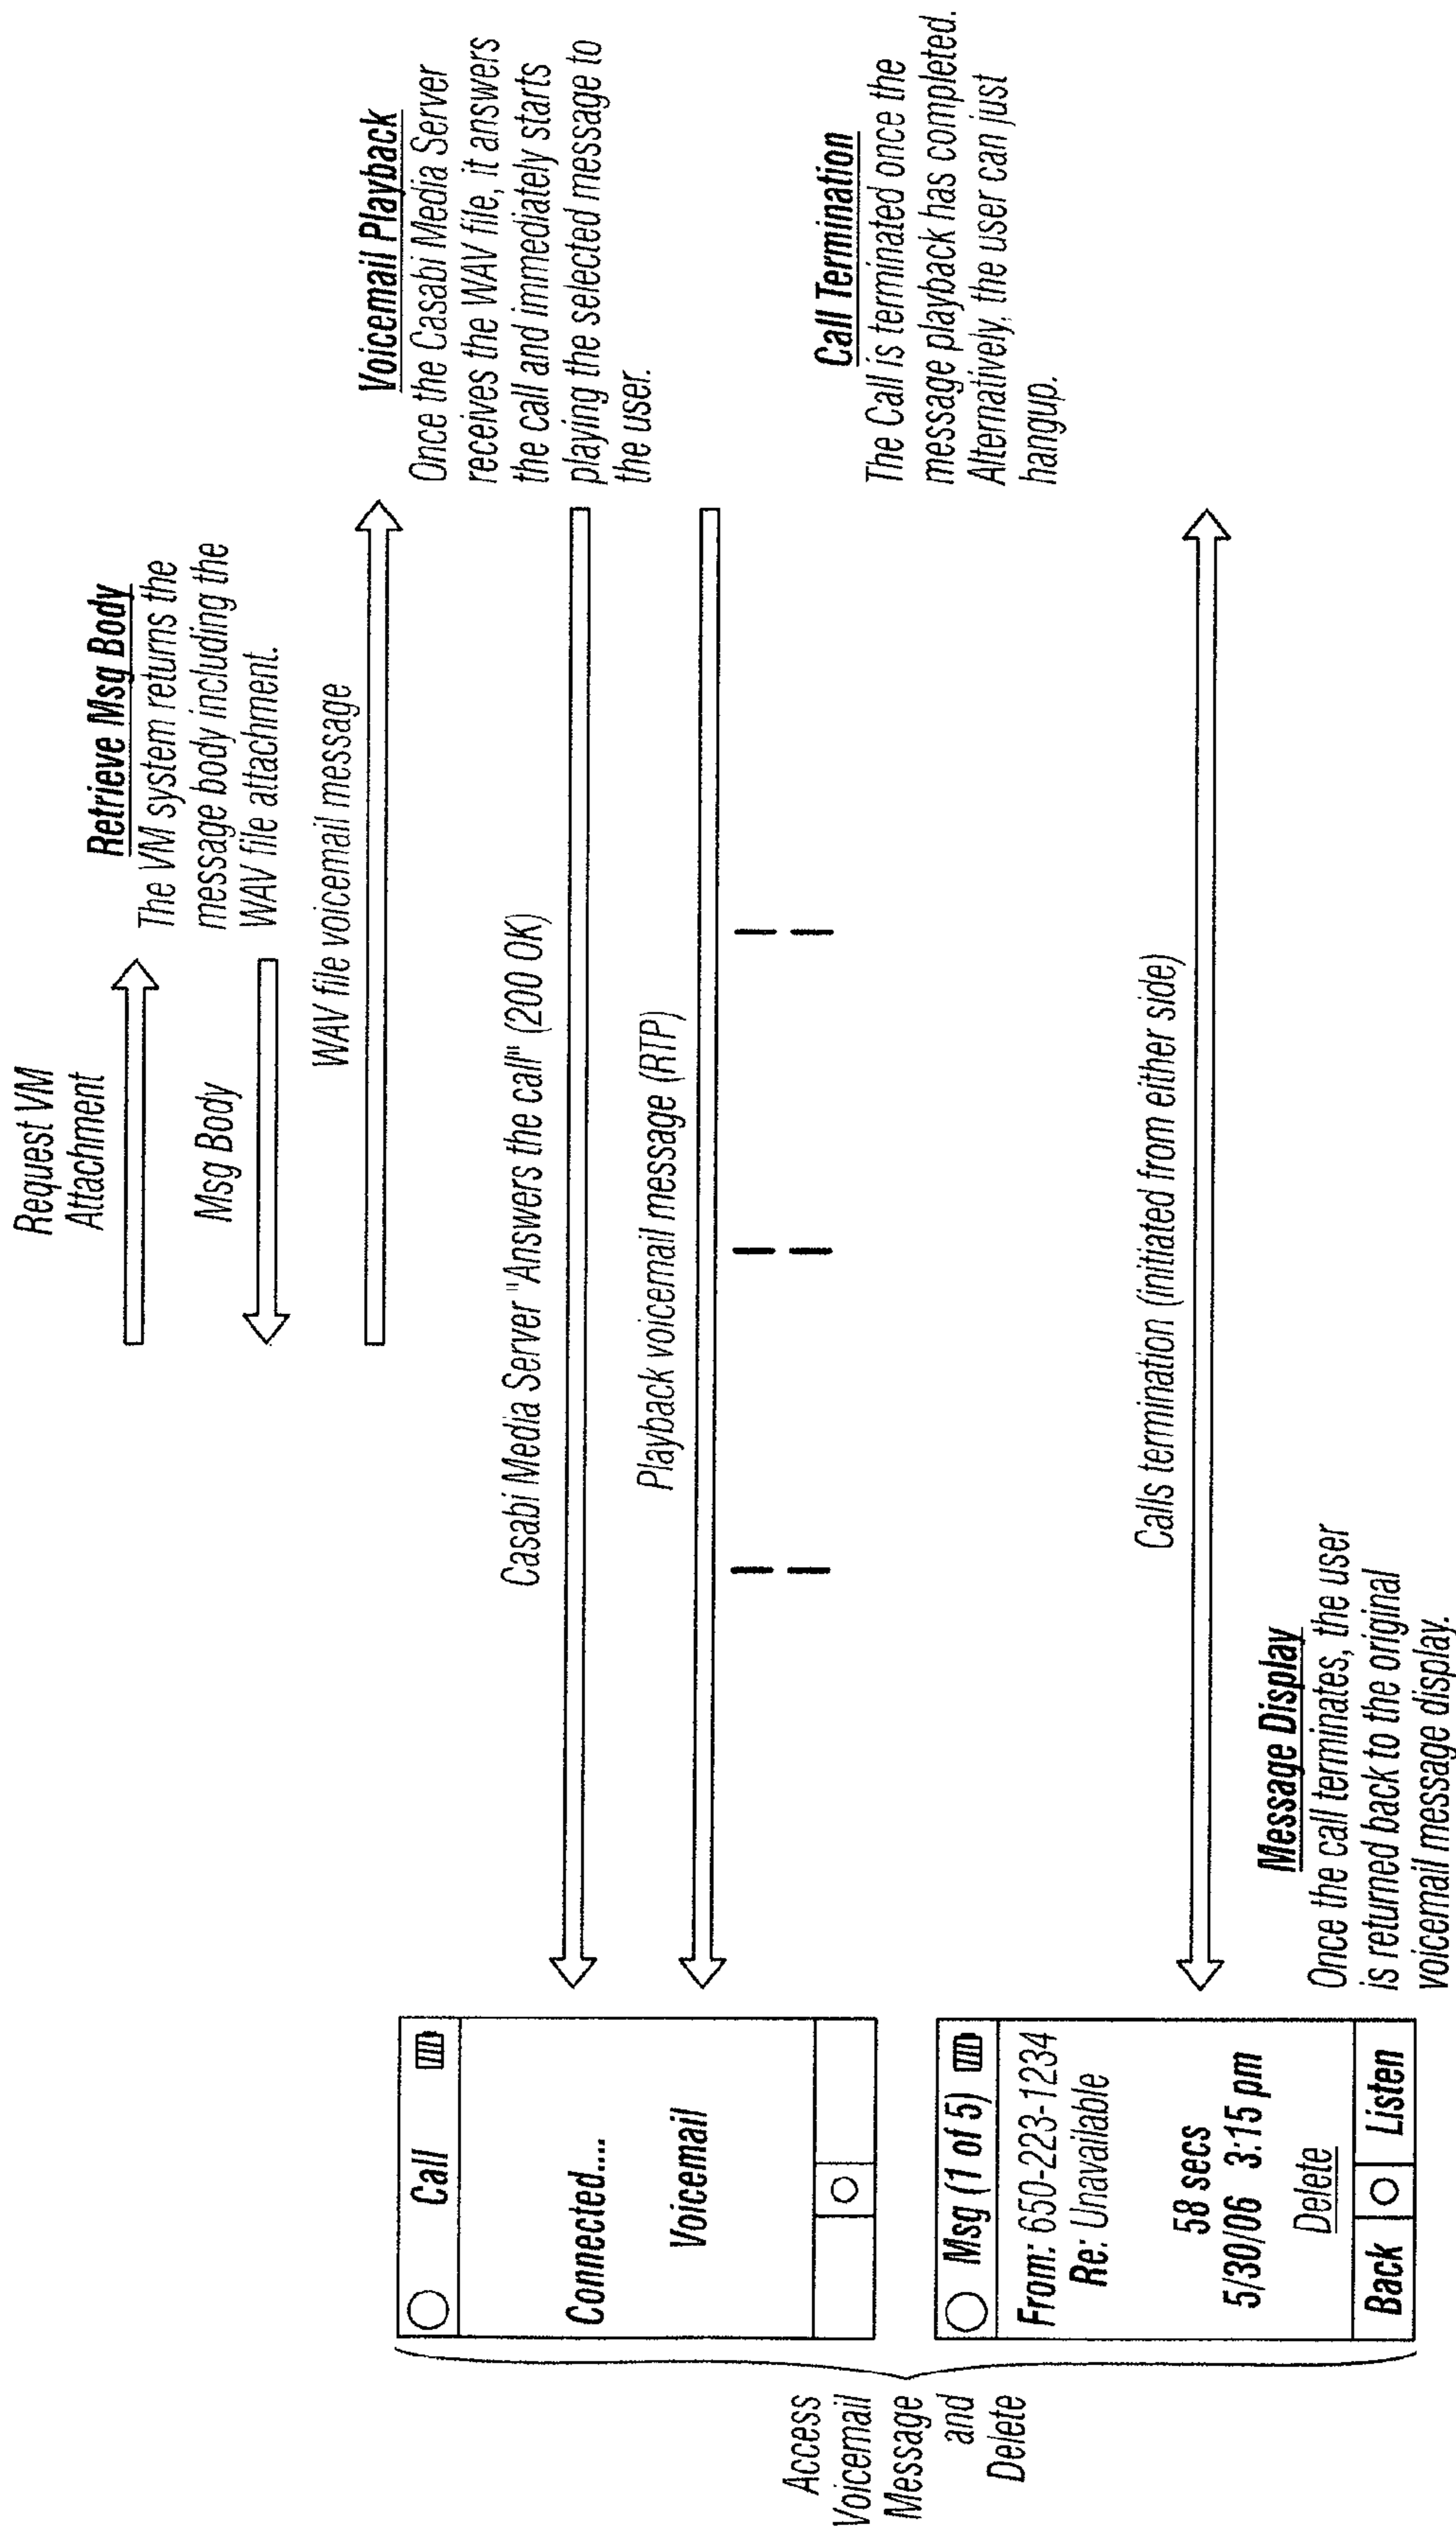 Request VM
Attachment
Retrieve Msg Body
The VM system returns the
message body including the
WAV file attachment.
Msg Body
WAV file voicemail message
Voicemail Playback
Once the Casabi Media Server
receives the WAV file, it answers
the call and immediately starts
playing the selected message to
the user.
Call
Connected....
Voicemail
Casabi Media Server "Answers the call" (200 OK)
Playback voicemail message (RTP)
Call Termination
The Call is terminated once the
message playback has completed.
Alternatively, the user can just
hangup.
Access
Voicemail
Message
and
Delete
Msg (1 of 5)
From: 650-223-1234
Re: Unavailable
58 secs
5/30/06 3:15 pm
Delete
Back Listen
Calls termination (initiated from either side)
Message Display
Once the call terminates, the user
is returned back to the original
voicemail message display.